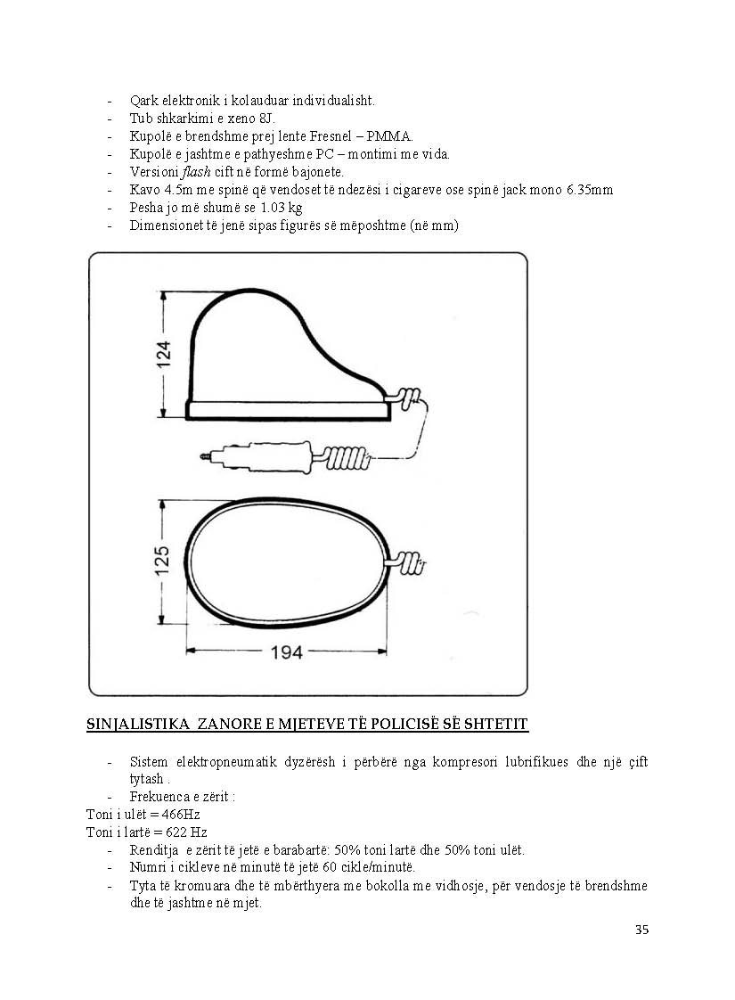 - Qark elektronik i kolauduar individualisht.
- Tub shkarkimi e xeno 8J.
- Kupolë e brendshme prej lente Fresnel – PMMA.
- Kupolë e jashtme e pathyeshme PC – montimi me vida.
- Versioni flash cift në formë bajonete.
- Kavo 4.5m me spinë që vendoset të ndezësi i cigareve ose spinë jack mono 6.35mm
- Pesha jo më shumë se 1.03 kg
- Dimensionet të jenë sipas figurës së mëposhtme (në mm)
124
125
194
SINJALISTIKA ZANORE E MJETEVE TË POLICISË SË SHTETIT
- Sistem elektropneumatik dyzërësh i përbërë nga kompresori lubrifikues dhe një çift
tytash .
- Frekuenca e zërit :
Toni i ulët = 466Hz
Toni i lartë = 622 Hz
- Renditja e zërit të jetë e barabartë: 50% toni lartë dhe 50% toni ulët.
- Numri i cikleve në minutë të jetë 60 cikle/minutë.
- Tyta të kromuara dhe të mbërthyera me bokolla me vidhosje, për vendosje të brendshme
dhe të jashtme në mjet.
35